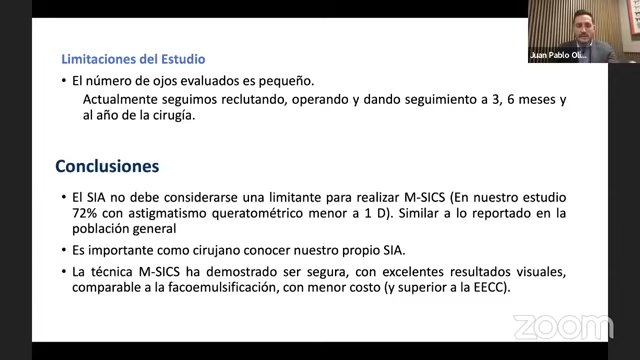 Juan Pablo Oli...
Limitaciones del Estudio
• El número de ojos evaluados es pequeño.
Actualmente seguimos reclutando, operando y dando seguimiento a 3, 6 meses y
al año de la cirugía.
Conclusiones
• El SIA no debe considerarse una limitante para realizar M-SICS (En nuestro estudio
72% con astigmatismo queratométrico menor a 1 D). Similar a lo reportado en la
población general
• Es importante como cirujano conocer nuestro propio SIA.
• La técnica M-SICS ha demostrado ser segura, con excelentes resultados visuales,
comparable a la facoemulsificación, con menor costo (y superior a la EECC).
zoom